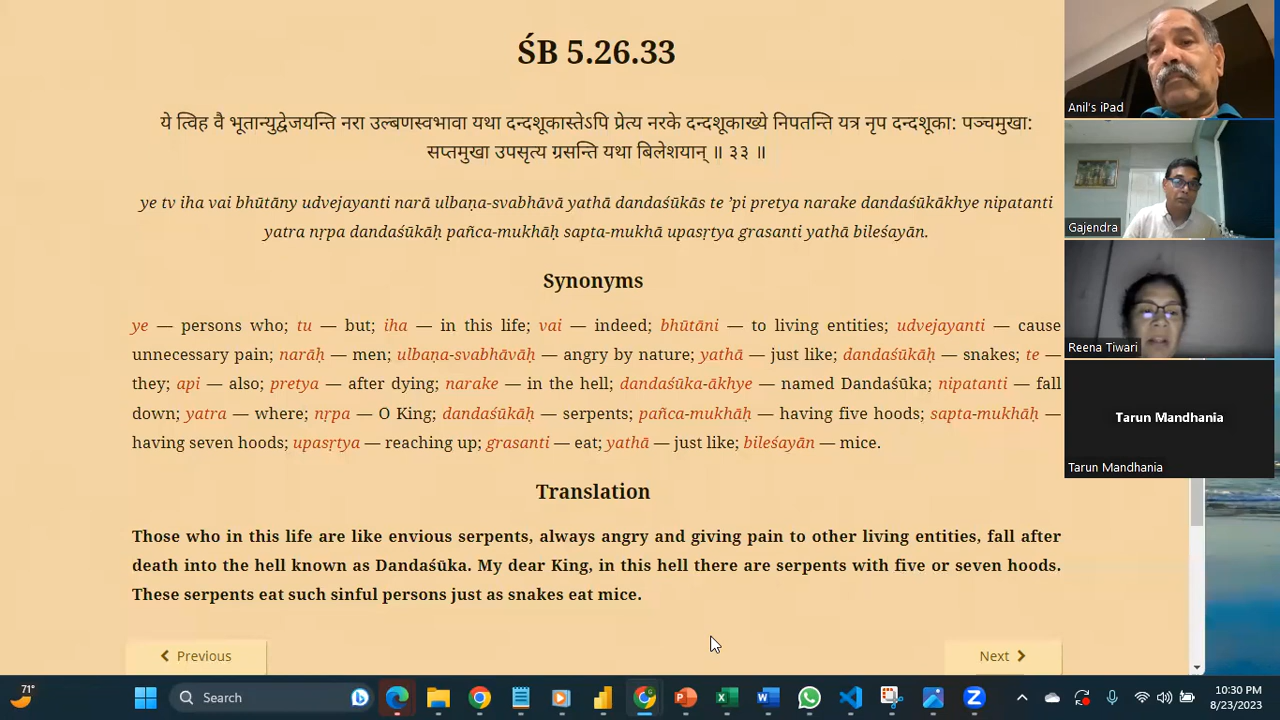 ŚB 5.26.33
ये त्विह वै भूतान्युद्वेजयन्ति नरा उल्बणस्वभावा यथा दन्दशूकास्तेऽपि प्रेत्य नरके दन्दशूकाख्ये निपतन्ति यत्र नृप दन्दशूका: पञ्चमुखा:
सप्तमुखा उपसृत्य ग्रसन्ति यथा बिलेशयान् ॥ ३३ ॥
ye tv iha vai bhūtāny udvejayanti narā ulbaṇa-svabhāvā yathā dandaśūkās te ’pi pretya narake dandaśūkākhye nipatanti
yatra nṛpa dandaśūkāḥ pañca-mukhāḥ sapta-mukhā upasṛtya grasanti yathā bileśayān.
Synonyms
ye — persons who; tu — but; iha — in this life; vai — indeed; bhūtāni — to living entities; udvejayanti — cause
unnecessary pain; narāḥ — men; ulbaṇa-svabhāvāḥ — angry by nature; yathā — just like; dandaśūkāḥ — snakes; te —
they; api — also; pretya — after dying; narake — in the hell; dandaśūka-ākhye — named Dandaśūka; nipatanti — fall
down; yatra — where; nṛpa — O King; dandaśūkāḥ — serpents; pañca-mukhāḥ — having five hoods; sapta-mukhāḥ —
having seven hoods; upasṛtya — reaching up; grasanti — eat; yathā — just like; bileśayān — mice.
Translation
Those who in this life are like envious serpents, always angry and giving pain to other living entities, fall after
death into the hell known as Dandaśūka. My dear King, in this hell there are serpents with five or seven hoods.
These serpents eat such sinful persons just as snakes eat mice.
Previous
Next
Anil's iPad
Gajendra
Reena Tiwari
Tarun Mandhania
Tarun Mandhania
71°
Search
10:30 PM
8/23/2023